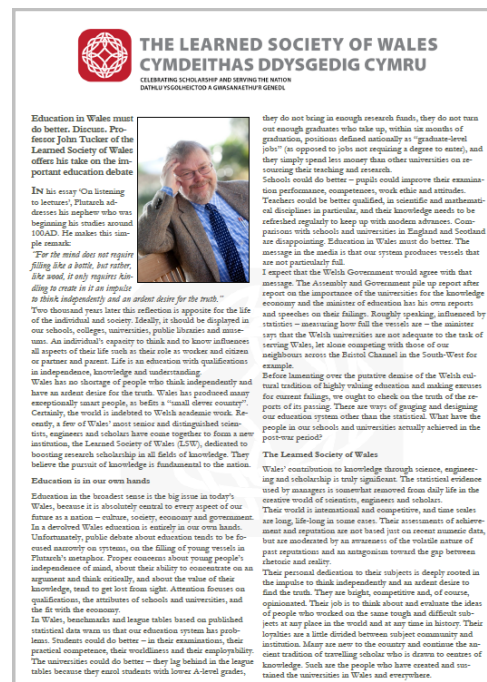 THE LEARNED SOCIETY OF WALES
CYMDEITHAS DDYSGEDIG CYMRU
CELEBRATING SCHOLARSHIP AND SERVING THE NATION
DATHLU YSGOLHEICTOD A GWASANAETHU'R GENEDL
Education in Wales must
do better. Discuss. Pro-
fessor John Tucker of the
Learned Society of Wales
offers his take on the im-
portant education debate
IN his essay 'On listening
to lectures', Plutarch ad-
dresses his nephew who was
beginning his studies around
100AD. He makes this sim-
ple remark:
"For the mind does not require
filling like a bottle, but rather,
like wood, it only requires kin-
dling to create in it an impulse
to think independently and an ardent desire for the truth."
Two thousand years later this reflection is apposite for the life
of the individual and society. Ideally, it should be displayed in
our schools, colleges, universities, public libraries and muse-
ums. An individual's capacity to think and to know influences
all aspects of their life such as their role as worker and citizen
or partner and parent. Life is an education with qualifications
in independence, knowledge and understanding.
Wales has no shortage of people who think independently and
have an ardent desire for the truth. Wales has produced many
exceptionally smart people, as befits a "small clever country".
Certainly, the world is indebted to Welsh academic work. Re-
cently, a few of Wales' most senior and distinguished scien-
tists, engineers and scholars have come together to form a new
institution, the Learned Society of Wales (LSW), dedicated to
boosting research scholarship in all fields of knowledge. They
believe the pursuit of knowledge is fundamental to the nation.
Education is in our own hands
Education in the broadest sense is the big issue in today's
Wales, because it is absolutely central to every aspect of our
future as a nation – culture, society, economy and government.
In a devolved Wales education is entirely in our own hands.
Unfortunately, public debate about education tends to be fo-
cused narrowly on systems, on the filling of young vessels in
Plutarch's metaphor. Proper concerns about young people's
independence of mind, about their ability to concentrate on an
argument and think critically, and about the value of their
knowledge, tend to get lost from sight. Attention focuses on
qualifications, the attributes of schools and universities, and
the fit with the economy.
In Wales, benchmarks and league tables based on published
statistical data warn us that our education system has prob-
lems. Students could do better – in their examinations, their
practical competence, their worldliness and their employability.
The universities could do better – they lag behind in the league
tables because they enrol students with lower A-level grades,
they do not bring in enough research funds, they do not turn
out enough graduates who take up, within six months of
graduation, positions defined nationally as "graduate-level
jobs" (as opposed to jobs not requiring a degree to enter), and
they simply spend less money than other universities on re-
sourcing their teaching and research.
Schools could do better – pupils could improve their examina-
tion performance, competences, work ethic and attitudes.
Teachers could be better qualified, in scientific and mathemati-
cal disciplines in particular, and their knowledge needs to be
refreshed regularly to keep up with modern advances. Com-
parisons with schools and universities in England and Scotland
are disappointing. Education in Wales must do better. The
message in the media is that our system produces vessels that
are not particularly full.
I expect that the Welsh Government would agree with that
message. The Assembly and Government pile up report after
report on the importance of the universities for the knowledge
economy and the minister of education has his own reports
and speeches on their failings. Roughly speaking, influenced by
statistics – measuring how full the vessels are – the minister
says that the Welsh universities are not adequate to the task of
serving Wales, let alone competing with those of our
neighbours across the Bristol Channel in the South-West for
example.
Before lamenting over the putative demise of the Welsh cul-
tural tradition of highly valuing education and making excuses
for current failings, we ought to check on the truth of the re-
ports of its passing. There are ways of gauging and designing
our education system other than the statistical. What have the
people in our schools and universities actually achieved in the
post-war period?
The Learned Society of Wales
Wales' contribution to knowledge through science, engineer-
ing and scholarship is truly significant. The statistical evidence
used by managers is somewhat removed from daily life in the
creative world of scientists, engineers and scholars.
Their world is international and competitive, and time scales
are long, life-long in some cases. Their assessments of achieve-
ment and reputation are not based just on recent numeric data,
but are moderated by an awareness of the volatile nature of
past reputations and an antagonism toward the gap between
rhetoric and reality.
Their personal dedication to their subjects is deeply rooted in
the impulse to think independently and an ardent desire to
find the truth. They are bright, competitive and, of course,
opinionated. Their job is to think about and evaluate the ideas
of people who worked on the same tough and difficult sub-
jects at any place in the world and at any time in history. Their
loyalties are a little divided between subject community and
institution. Many are new to the country and continue the an-
cient tradition of travelling scholar who is drawn to centres of
knowledge. Such are the people who have created and sus-
tained the universities in Wales and everywhere.